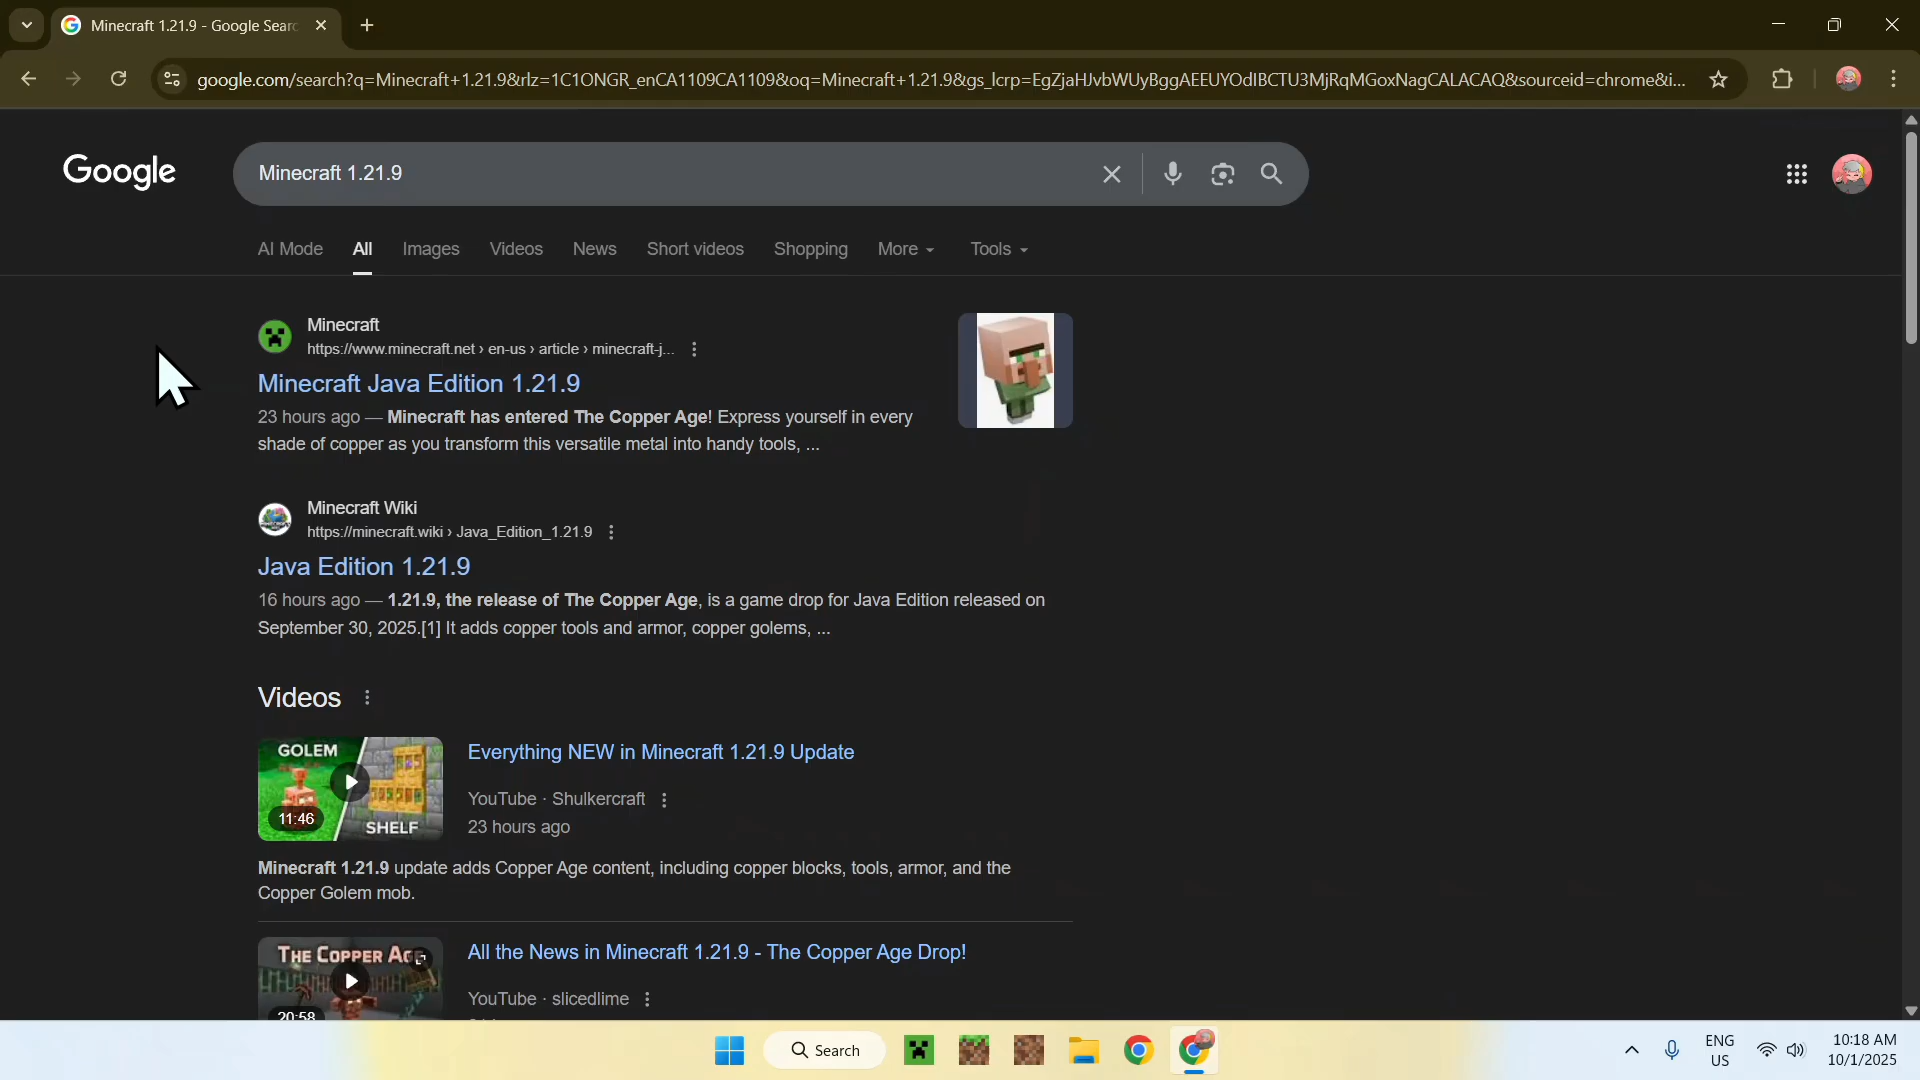 Minecraft 1.21.9 - Google Sear
google.com/search?q=Minecraft+1.21.9&rlz=1C1ONGR_enCA1109CA1109&oq=Minecraft+1.21.9&gs_lcrp=EgZjaHJvbWUyBggAEEUYOdIBCTU3MjRqMGoxNagCALACAQ&sourceid=chrome&i...
Google
Minecraft 1.21.9
AI Mode All Images Videos News Short videos Shopping More Tools
Minecraft
https://www.minecraft.net › en-us › article › minecraft-j...
Minecraft Java Edition 1.21.9
23 hours ago — Minecraft has entered The Copper Age! Express yourself in every
shade of copper as you transform this versatile metal into handy tools, ...
Minecraft Wiki
https://minecraft.wiki › Java_Edition_1.21.9
Java Edition 1.21.9
16 hours ago — 1.21.9, the release of The Copper Age, is a game drop for Java Edition released on
September 30, 2025.[1] It adds copper tools and armor, copper golems, ...
Videos
GOLEM
11:46
SHELF
Everything NEW in Minecraft 1.21.9 Update
YouTube · Shulkercraft
23 hours ago
Minecraft 1.21.9 update adds Copper Age content, including copper blocks, tools, armor, and the
Copper Golem mob.
THE COPPER AG
20:58
All the News in Minecraft 1.21.9 - The Copper Age Drop!
YouTube · slicedlime
Search
ENG
US
10:18 AM
10/1/2025